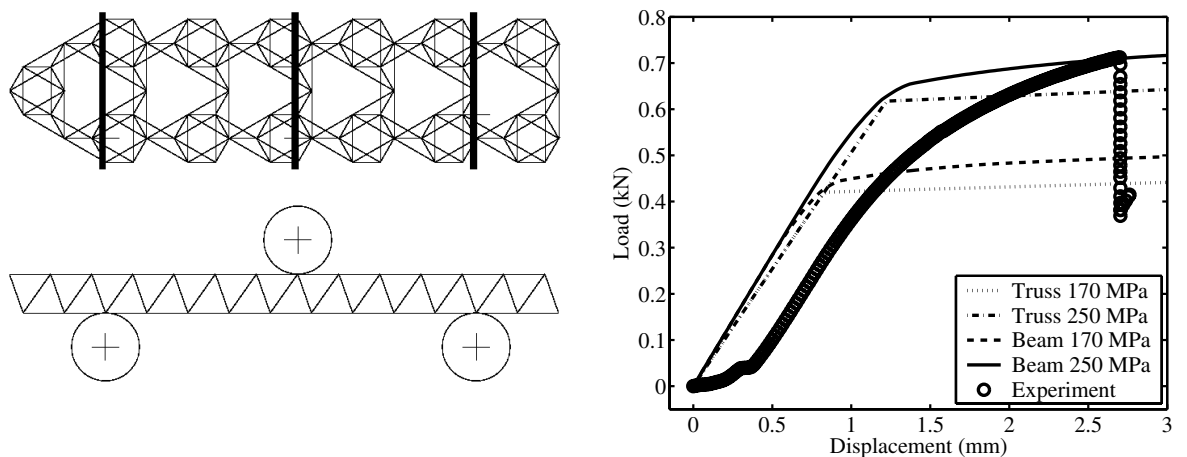 0.8
0.7
0.6
0.5
0.4
0.3
0.2
0.1
0
Load (kN)
Truss 170 MPa
Truss 250 MPa
Beam 170 MPa
Beam 250 MPa
Experiment
0 0.5 1 1.5 2 2.5 3
Displacement (mm)